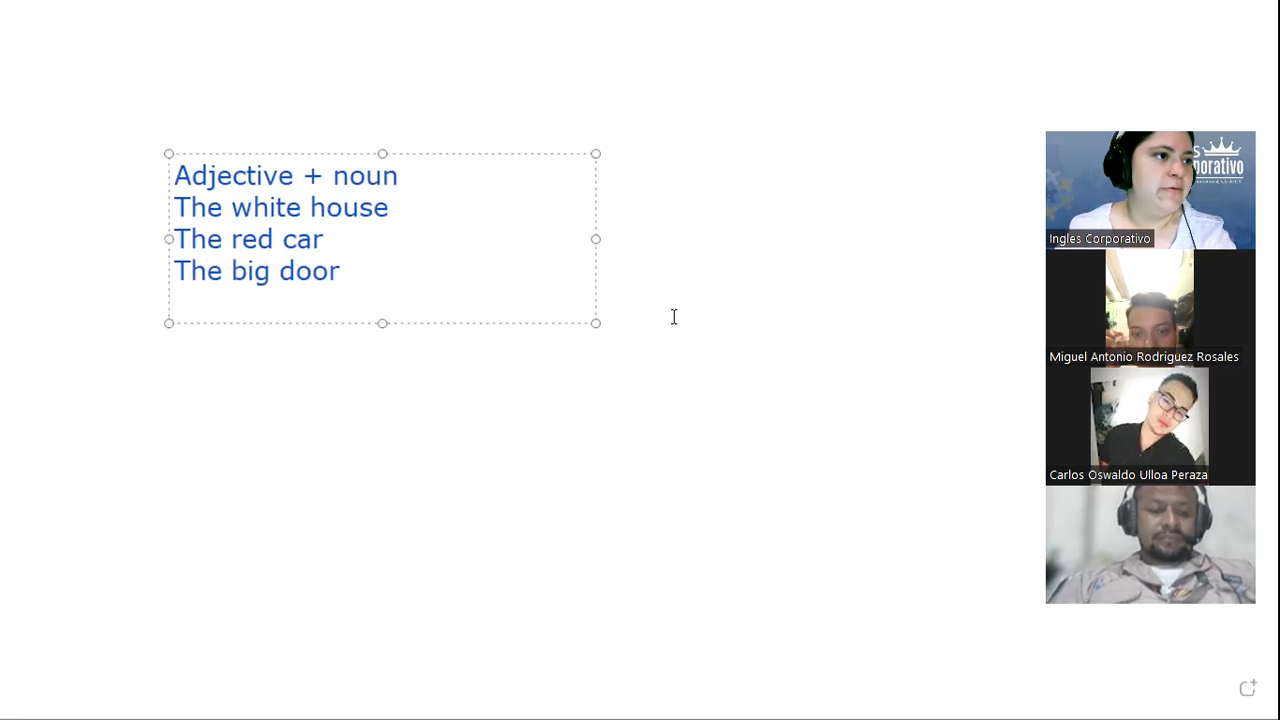 Adjective + noun
The white house
The red car
The big door
S
porativo
Ingles Corporativo
Miguel Antonio Rodriguez Rosales
Carlos Oswaldo Ulloa Peraza